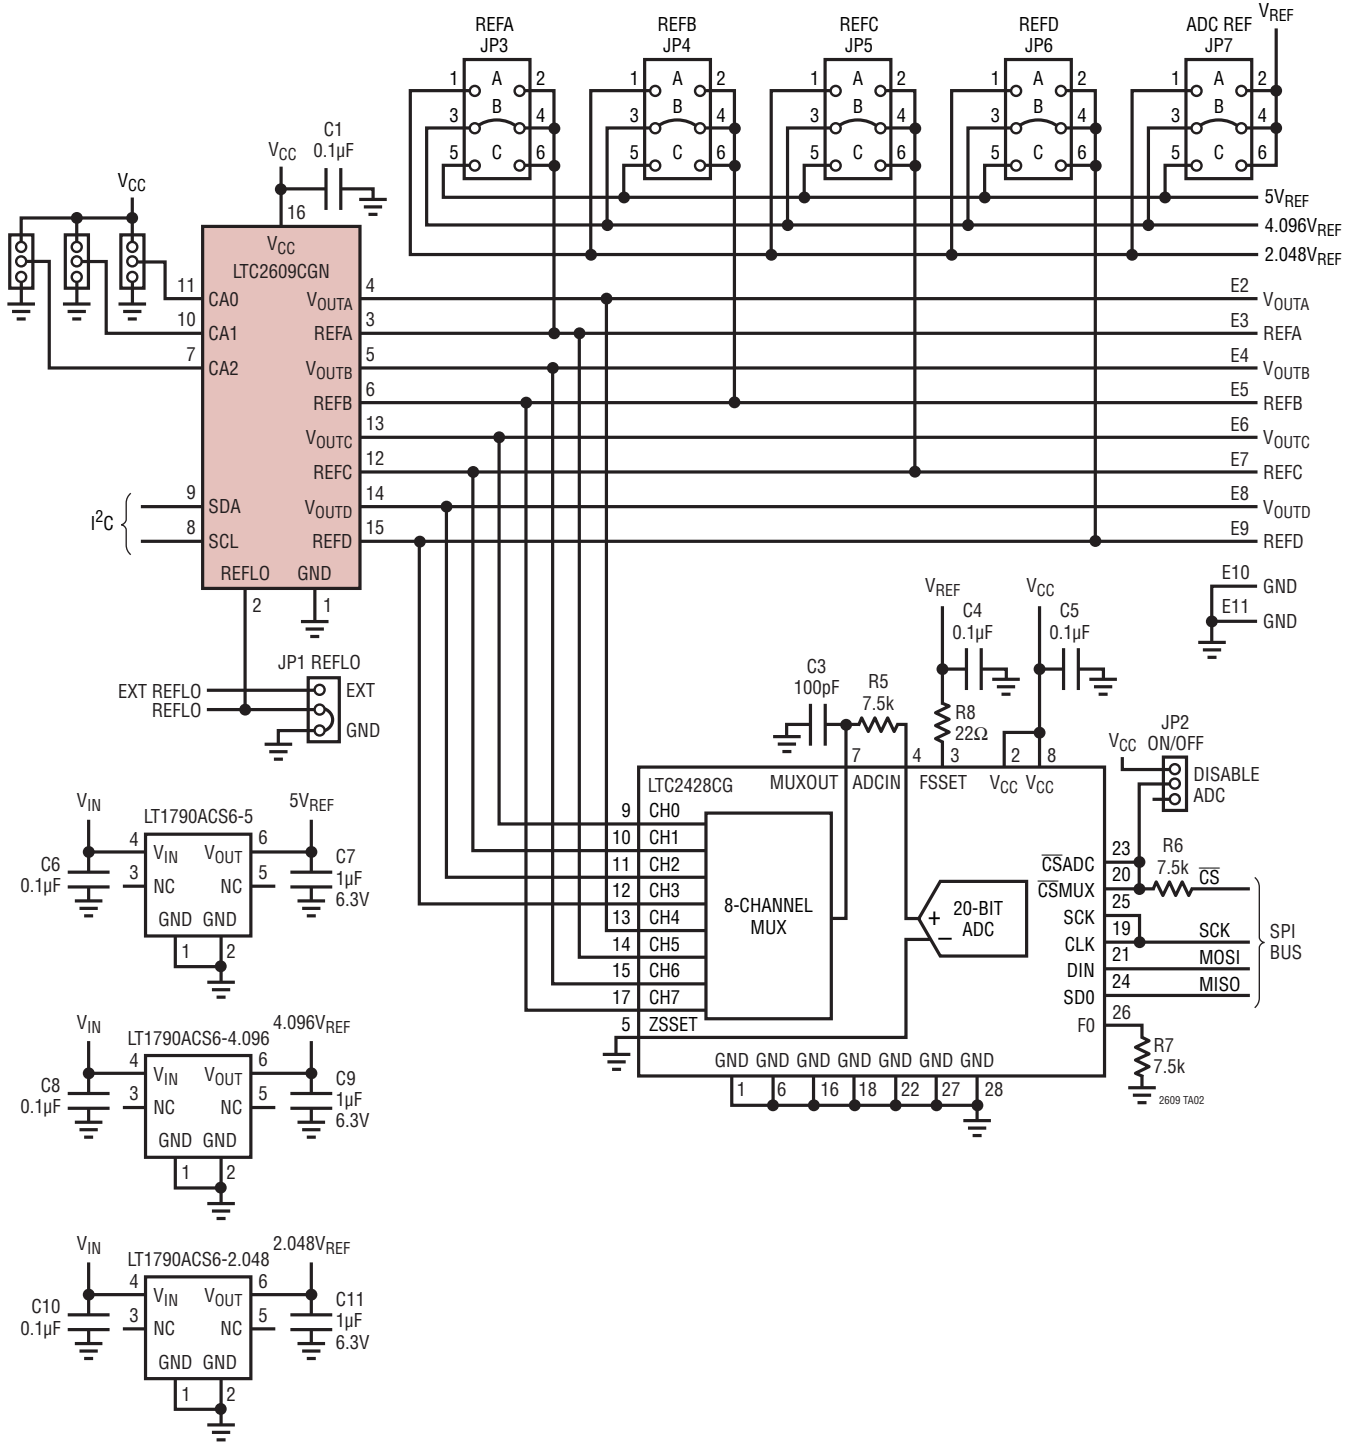 REFA
JP3
1 A 2
3 B 4
5 C 6
REFB
JP4
1 A 2
3 B 4
5 C 6
REFC
JP5
1 A 2
3 B 4
5 C 6
REFD
JP6
1 A 2
3 B 4
5 C 6
ADC REF
JP7
VREF
1 A 2
3 B 4
5 C 6
5VREF
4.096VREF
2.048VREF
VCC
VCC
C1
0.1µF
16
VCC
LTC2609CGN
11 CA0
10 CA1
7 CA2
I2C
9 SDA
8 SCL
VOUTA 4
REFA 3
VOUTB 5
REFB 6
VOUTC 13
REFC 12
VOUTD 14
REFD 15
REFLO GND
2 1
E2 VOUTA
E3 REFA
E4 VOUTB
E5 REFB
E6 VOUTC
E7 REFC
E8 VOUTD
E9 REFD
E10 GND
E11 GND
JP1 REFLO
EXT REFLO
REFLO
EXT
GND
VREF
C4
0.1µF
VCC
C5
0.1µF
C3
100pF
R5
7.5k
R8
22Ω
7 4 3 2 8
LTC2428CG
MUXOUT ADCIN FSSET VCC VCC
9 CH0
10 CH1
11 CH2
12 CH3
13 CH4
14 CH5
15 CH6
17 CH7
5 ZSSET
8-CHANNEL
MUX
+
–
20-BIT
ADC
JP2
ON/OFF
VCC
DISABLE
ADC
CSADC 23
CSMUX 20
SCK 25
CLK 19
DIN 21
SD0 24
F0 26
R6
7.5k
CS
SCK
MOSI
MISO
SPI
BUS
R7
7.5k
GND GND GND GND GND GND GND
1 6 16 18 22 27 28
2609 TA02
VIN
LT1790ACS6-5
5VREF
4 VIN VOUT 6
3 NC NC 5
GND GND
1 2
C6
0.1µF
C7
1µF
6.3V
VIN
LT1790ACS6-4.096
4.096VREF
4 VIN VOUT 6
3 NC NC 5
GND GND
1 2
C8
0.1µF
C9
1µF
6.3V
VIN
LT1790ACS6-2.048
2.048VREF
4 VIN VOUT 6
3 NC NC 5
GND GND
1 2
C10
0.1µF
C11
1µF
6.3V